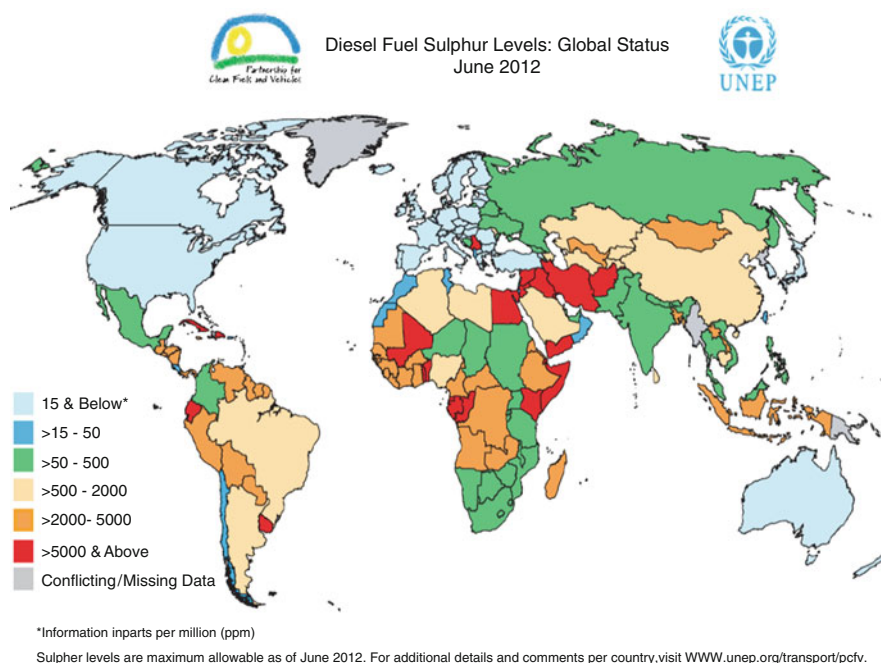 Diesel Fuel Sulphur Levels: Global Status
June 2012
Partnership for
Clean Fuels and Vehicles
UNEP
15 & Below*
>15 - 50
>50 - 500
>500 - 2000
>2000- 5000
>5000 & Above
Conflicting/Missing Data
*Information inparts per million (ppm)
Sulpher levels are maximum allowable as of June 2012. For additional details and comments per country,visit WWW.unep.org/transport/pcfv.